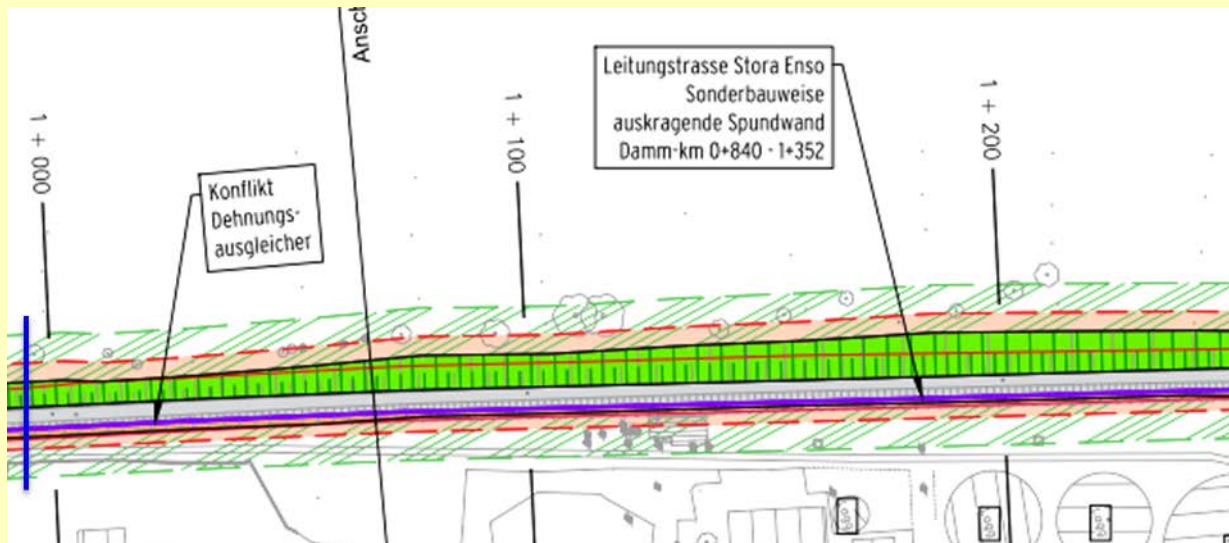 Ansch
1 + 000
Konflikt
Dehnungs-
ausgleicher
1 + 100
Leitungstrasse Stora Enso
Sonderbauweise
auskragende Spundwand
Damm-km 0+840 - 1+352
1 + 200